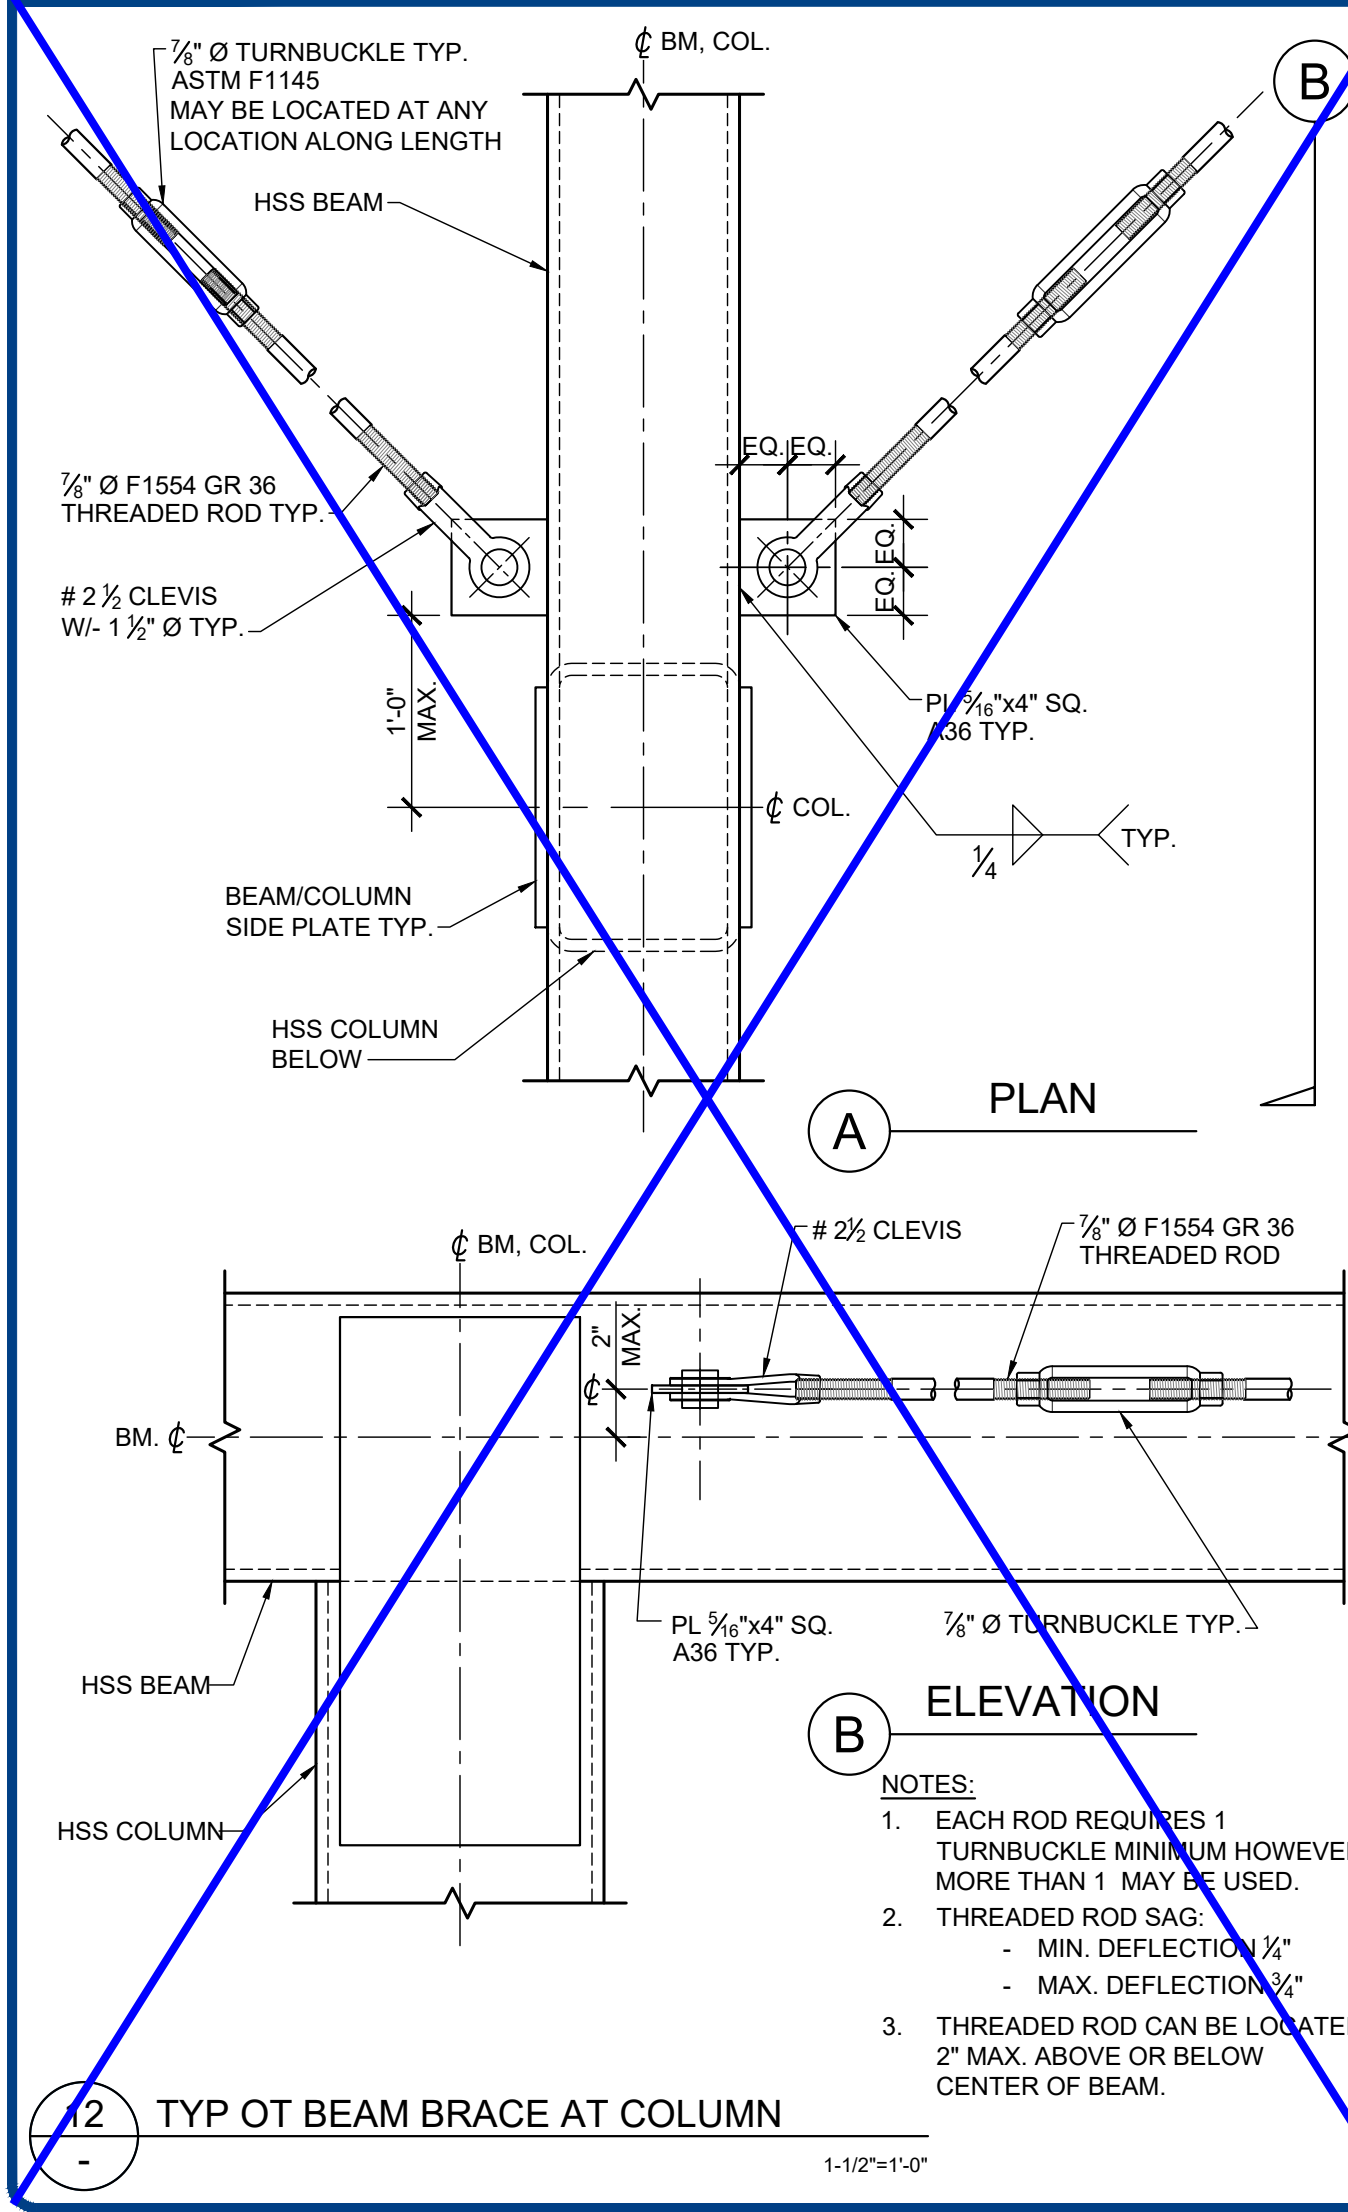 ⅞" Ø TURNBUCKLE TYP.
ASTM F1145
MAY BE LOCATED AT ANY
LOCATION ALONG LENGTH
℄ BM, COL.
B
HSS BEAM
EQ. EQ.
⅞" Ø F1554 GR 36
THREADED ROD TYP.
EQ. EQ.
# 2 ½ CLEVIS
W/- 1 ½" Ø TYP.
1'-0"
MAX.
PL 5⁄16"x4" SQ.
A36 TYP.
℄ COL.
¼
TYP.
BEAM/COLUMN
SIDE PLATE TYP.
HSS COLUMN
BELOW
A
PLAN
℄ BM, COL.
# 2½ CLEVIS
⅞" Ø F1554 GR 36
THREADED ROD
2"
MAX.
℄
BM. ℄
PL 5⁄16"x4" SQ.
A36 TYP.
⅞" Ø TURNBUCKLE TYP.
HSS BEAM
B
ELEVATION
HSS COLUMN
NOTES:
1. EACH ROD REQUIRES 1
TURNBUCKLE MINIMUM HOWEVE
MORE THAN 1 MAY BE USED.
2. THREADED ROD SAG:
- MIN. DEFLECTION ¼"
- MAX. DEFLECTION ¾"
3. THREADED ROD CAN BE LOCATE
2" MAX. ABOVE OR BELOW
CENTER OF BEAM.
12
-
TYP OT BEAM BRACE AT COLUMN
1-1/2"=1'-0"